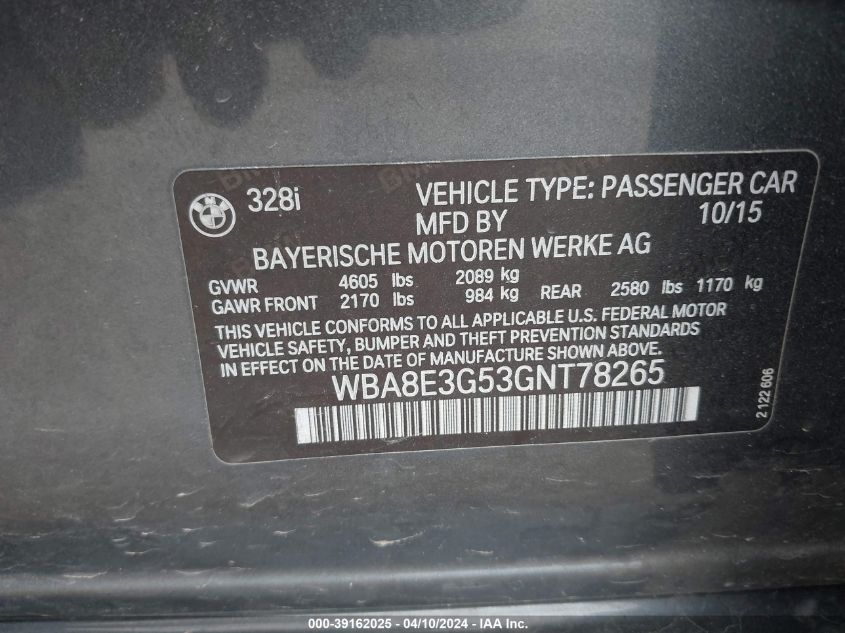 328i VEHICLE TYPE: PASSENGER CAR
MFD BY 10/15
BAYERISCHE MOTOREN WERKE AG
GVWR 4605 lbs 2089 kg
GAWR FRONT 2170 lbs 984 kg REAR 2580 lbs 1170 kg
THIS VEHICLE CONFORMS TO ALL APPLICABLE U.S. FEDERAL MOTOR
VEHICLE SAFETY, BUMPER AND THEFT PREVENTION STANDARDS
IN EFFECT ON THE DATE OF MANUFACTURE SHOWN ABOVE.
WBA8E3G53GNT78265
2 122 606
000-39162025 - 04/10/2024 - IAA Inc.